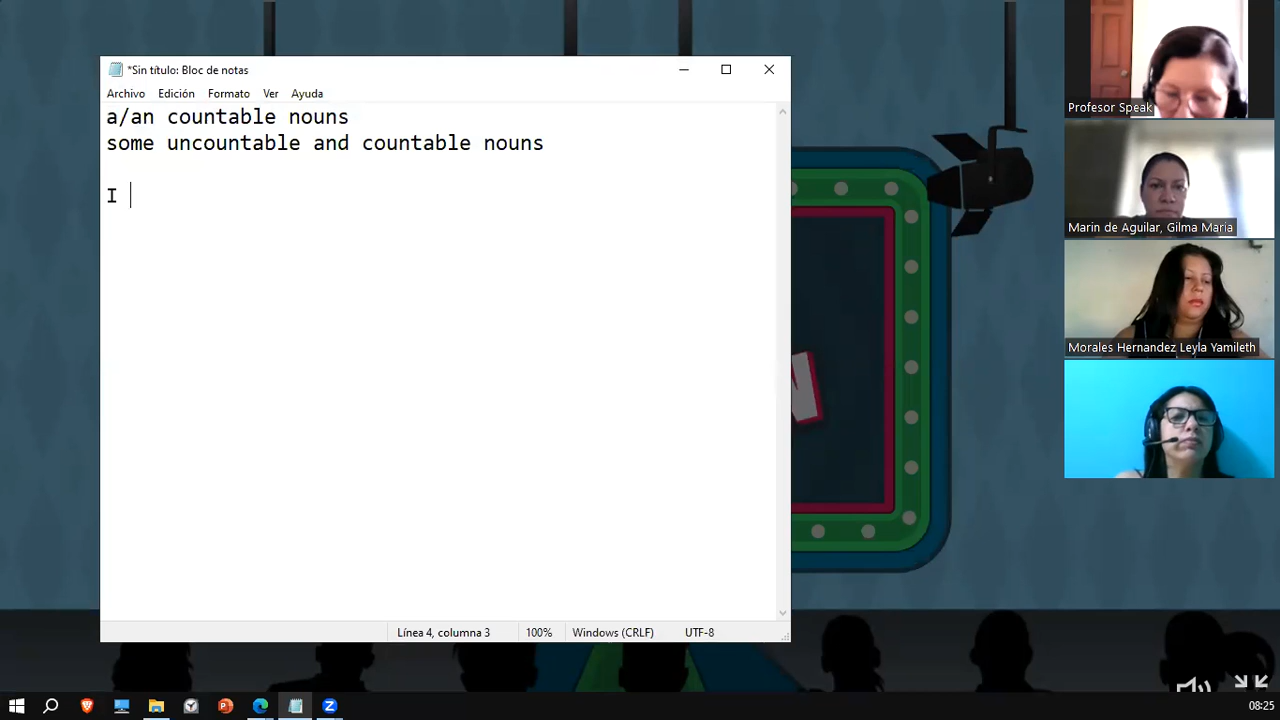 *Sin título: Bloc de notas
Archivo Edición Formato Ver Ayuda
a/an countable nouns
some uncountable and countable nouns
I
Línea 4, columna 3 100% Windows (CRLF) UTF-8
Profesor Speak
Marin de Aguilar, Gilma Maria
Morales Hernandez Leyla Yamileth
08:25